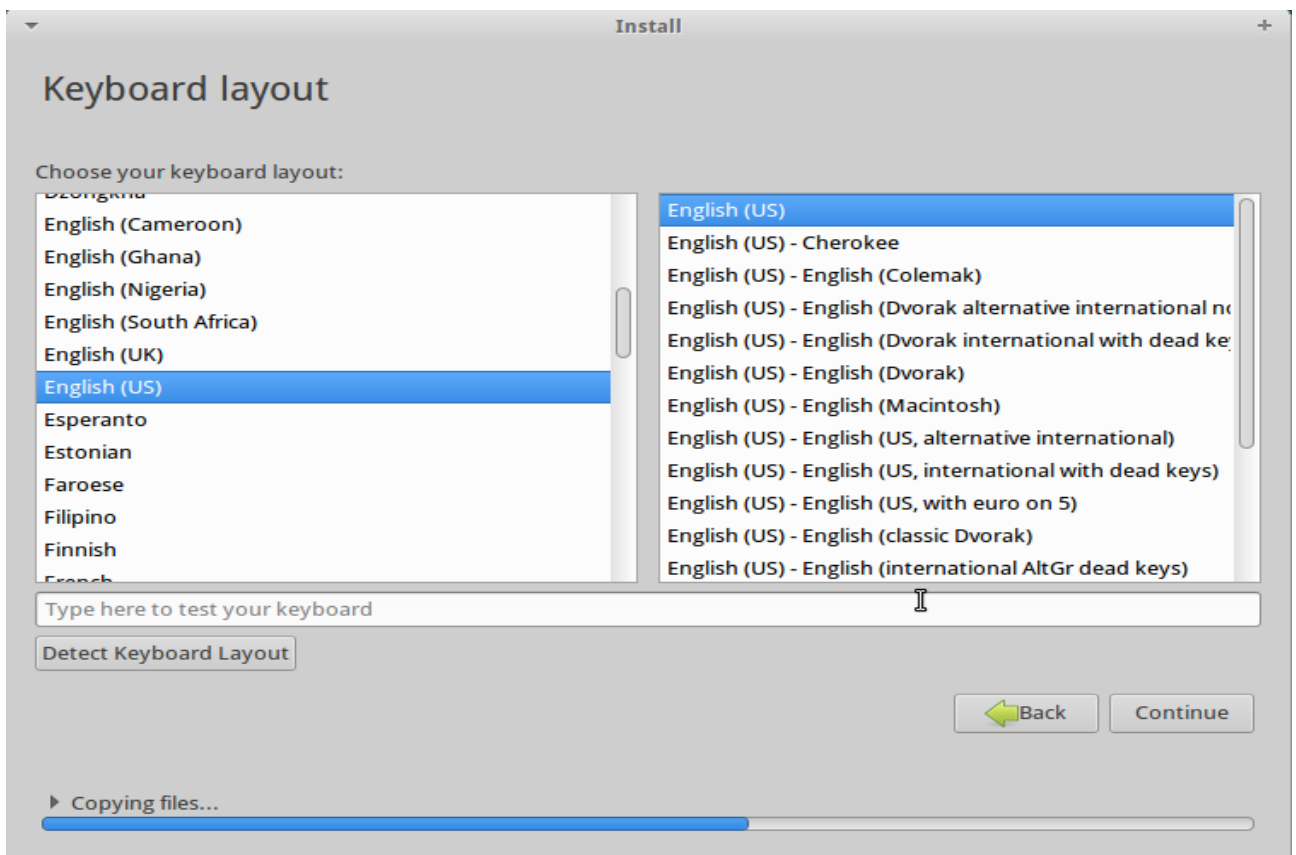 Install
Keyboard layout
Choose your keyboard layout:
Dzongkha
English (Cameroon)
English (Ghana)
English (Nigeria)
English (South Africa)
English (UK)
English (US)
Esperanto
Estonian
Faroese
Filipino
Finnish
French
English (US)
English (US) - Cherokee
English (US) - English (Colemak)
English (US) - English (Dvorak alternative international no
English (US) - English (Dvorak international with dead key
English (US) - English (Dvorak)
English (US) - English (Macintosh)
English (US) - English (US, alternative international)
English (US) - English (US, international with dead keys)
English (US) - English (US, with euro on 5)
English (US) - English (classic Dvorak)
English (US) - English (international AltGr dead keys)
Type here to test your keyboard
Detect Keyboard Layout
Back
Continue
Copying files...